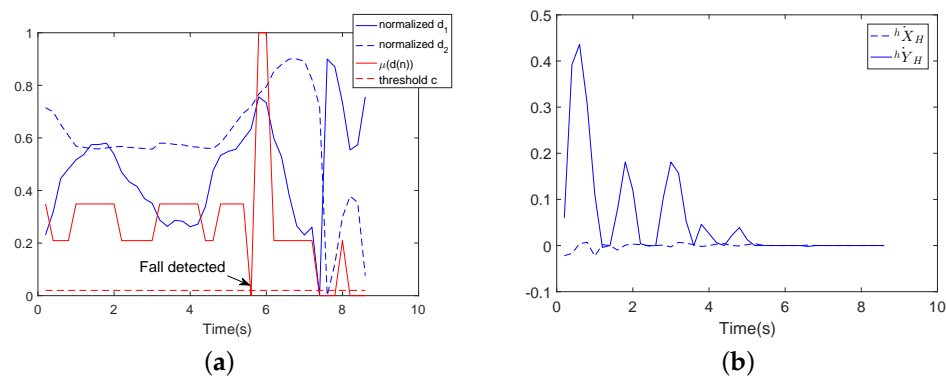 normalized d₁
normalized d₂
μ(d(n))
threshold c
1
0.8
0.6
0.4
0.2
0
Fall detected
0 2 4 6 8 10
Time(s)
(a)
ʰẊ_H
ʰẎ_H
0.5
0.4
0.3
0.2
0.1
0
-0.1
0 2 4 6 8 10
Time(s)
(b)